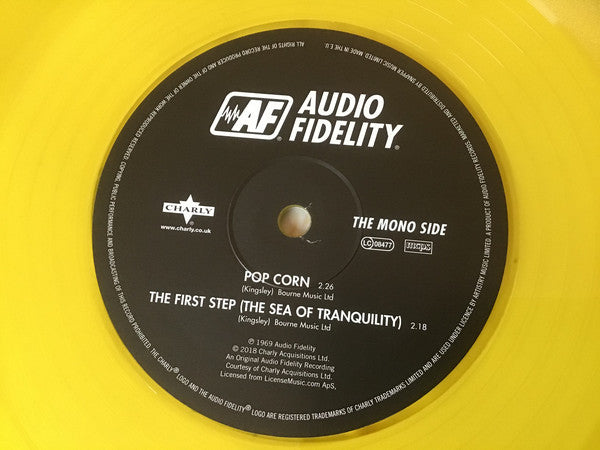 AF AUDIO
FIDELITY®
CHARLY®
www.charly.co.uk
THE MONO SIDE
LC 08477
mcps
POP CORN 2.26
(Kingsley) Bourne Music Ltd
THE FIRST STEP (THE SEA OF TRANQUILITY) 2.18
(Kingsley) Bourne Music Ltd
℗ 1969 Audio Fidelity
© 2018 Charly Acquisitions Ltd.
An Original Audio Fidelity Recording
Courtesy of Charly Acquisitions Ltd.
Licensed from LicenseMusic.com ApS,
ALL RIGHTS OF THE RECORD PRODUCER AND OF THE OWNER OF THE WORK REPRODUCED RESERVED. COPYING, PUBLIC PERFORMANCE AND BROADCASTING OF THIS RECORD PROHIBITED. THE CHARLY® LOGO AND THE AUDIO FIDELITY® LOGO ARE REGISTERED TRADEMARKS OF CHARLY TRADEMARKS LIMITED, AND ARE USED UNDER LICENCE BY ARTISTRY MUSIC LIMITED. A PRODUCT OF AUDIO FIDELITY RECORDS. MARKETED AND DISTRIBUTED BY SNAPPER MUSIC LIMITED. MADE IN THE E.U.